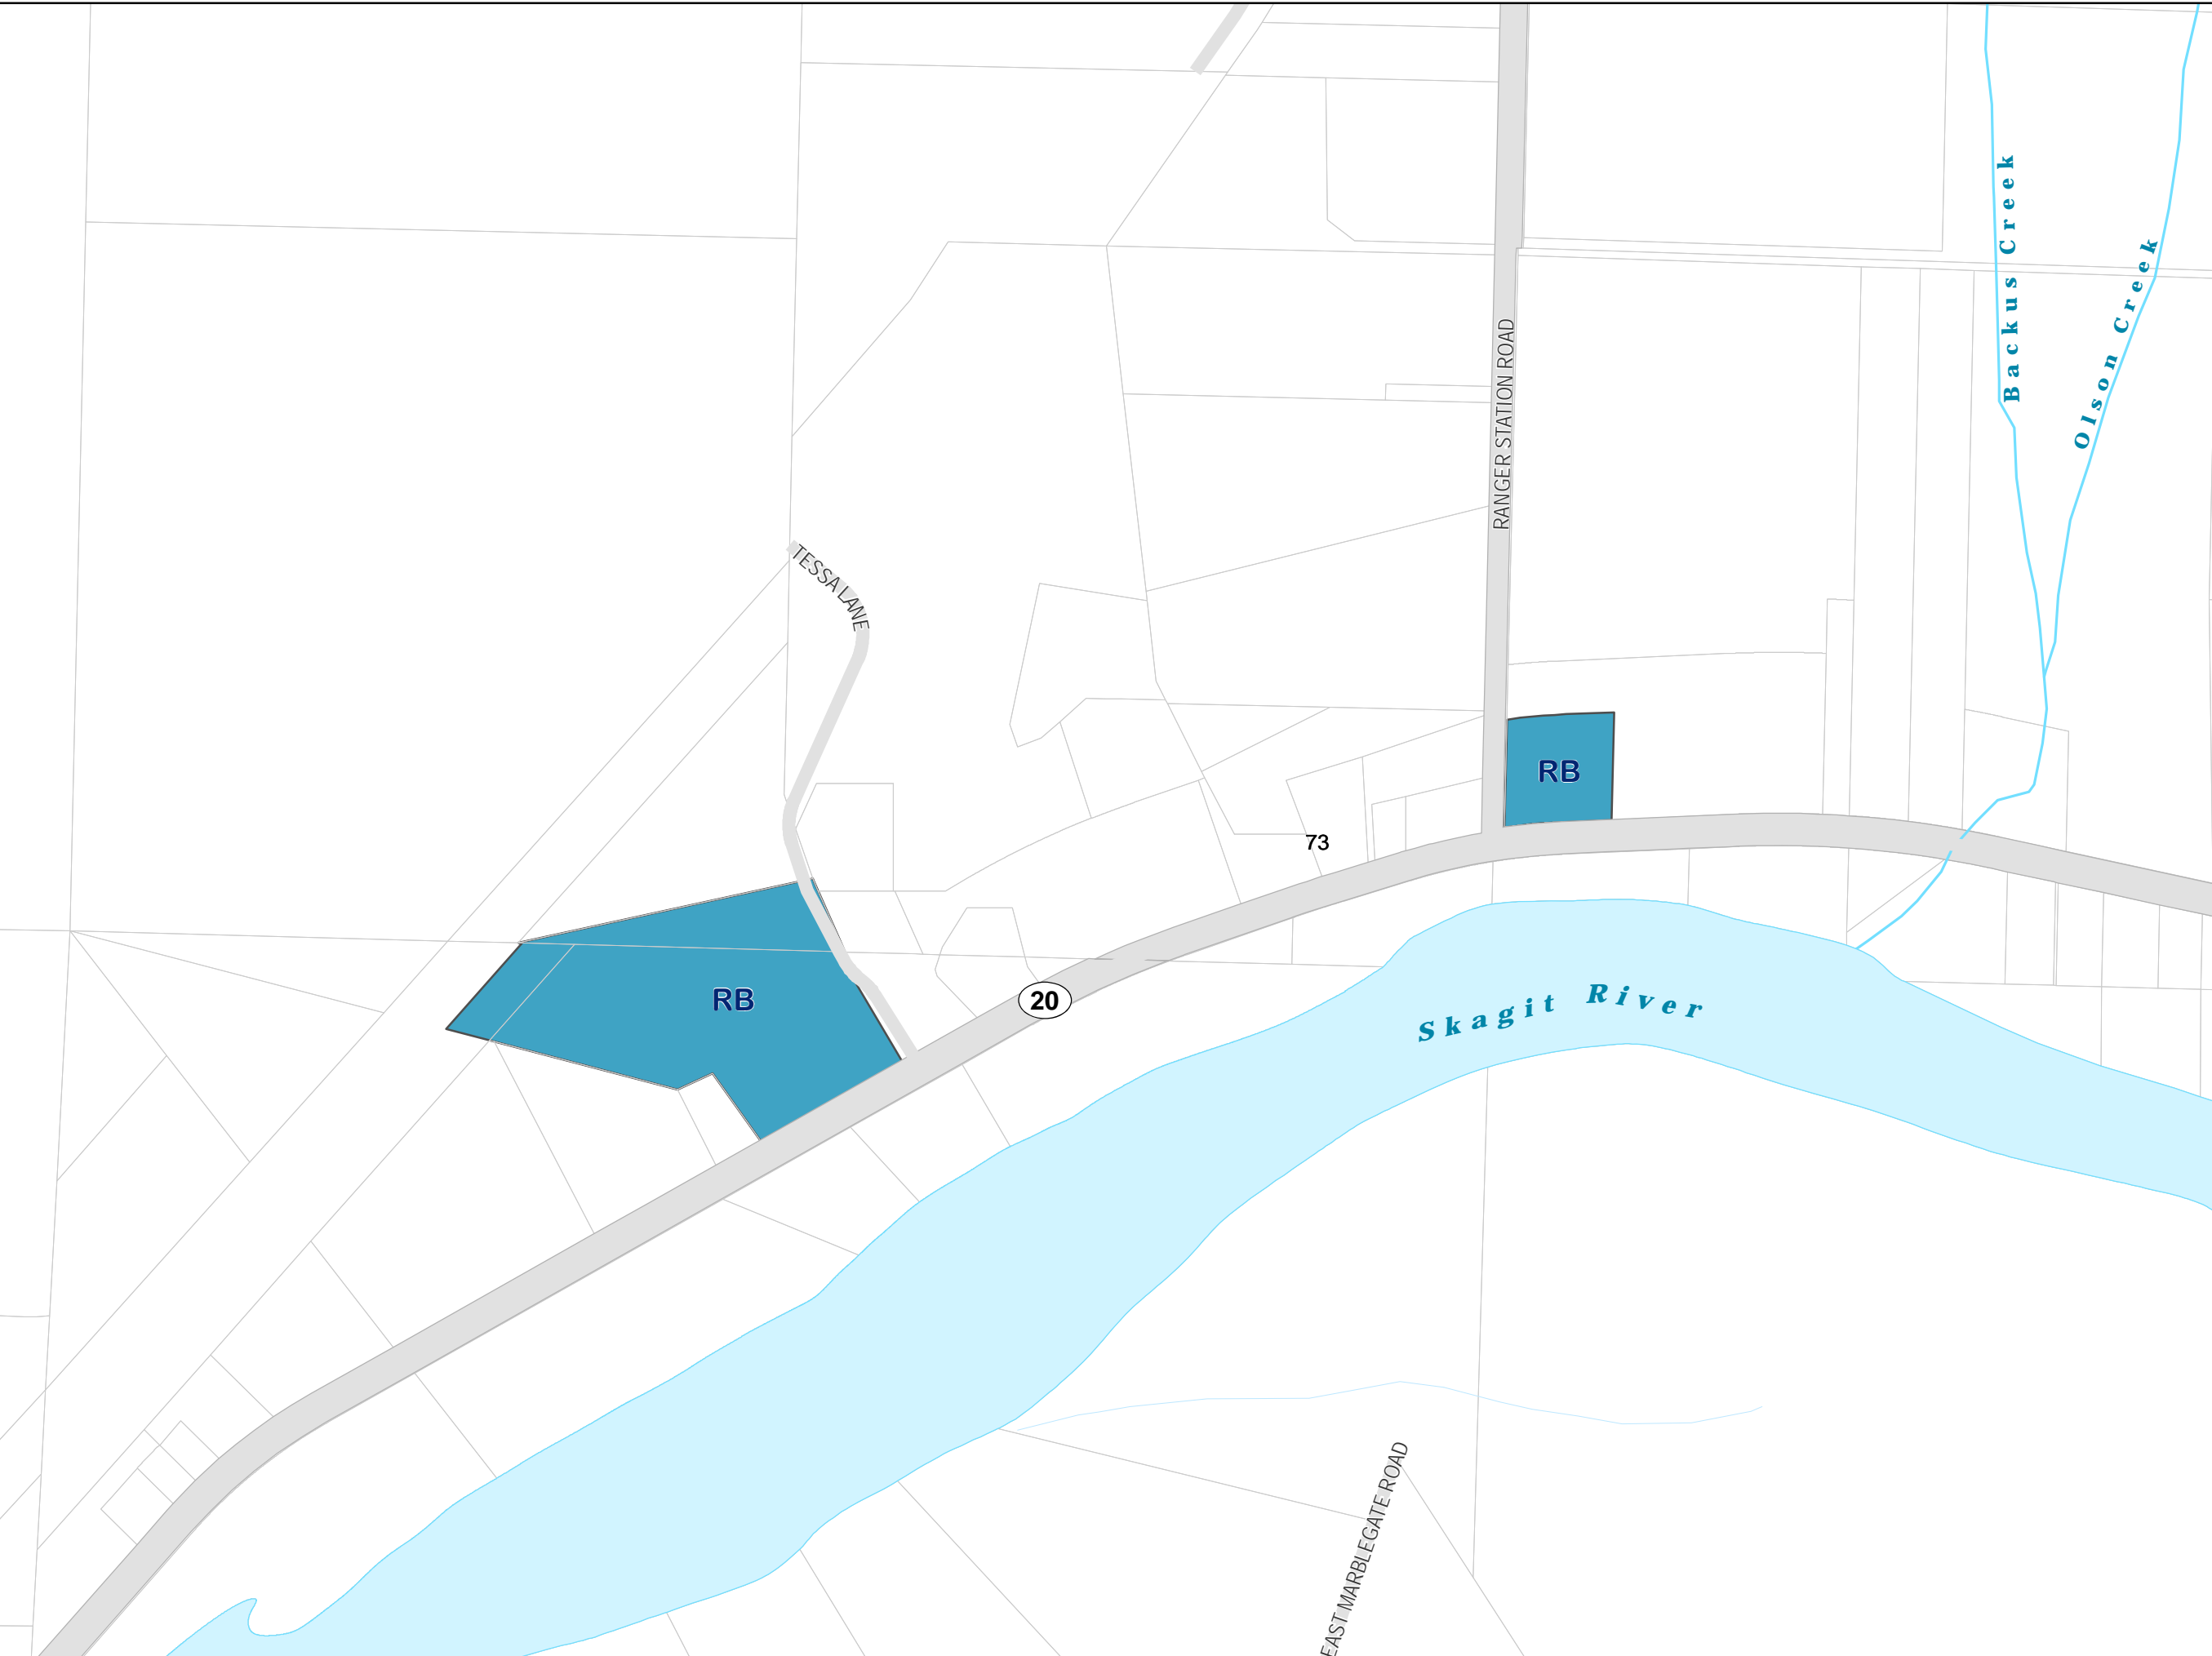 Backus Creek
Olson Creek
RANGER STATION ROAD
TESSA LANE
RB
73
RB
20
Skagit River
EAST MARBLEGATE ROAD